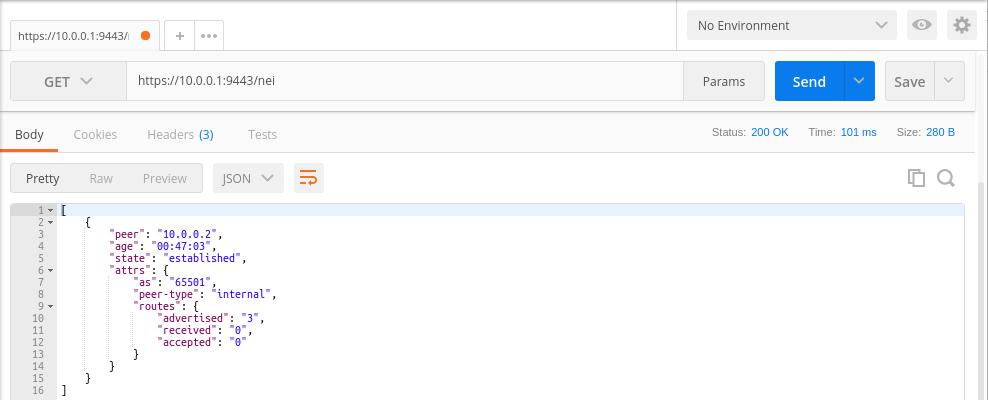 No Environment
https://10.0.0.1:9443/
GET https://10.0.0.1:9443/nei Params Send Save
Body Cookies Headers (3) Tests Status: 200 OK Time: 101 ms Size: 280 B
Pretty Raw Preview JSON
1 [
2 {
3 "peer": "10.0.0.2",
4 "age": "00:47:03",
5 "state": "established",
6 "attrs": {
7 "as": "65501",
8 "peer-type": "internal",
9 "routes": {
10 "advertised": "3",
11 "received": "0",
12 "accepted": "0"
13 }
14 }
15 }
16 ]